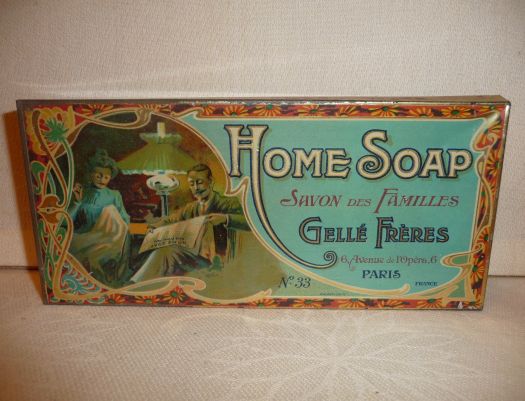 HOME SOAP
SAVON DES FAMILLES
GELLÉ FRÈRES
6, Avenue de l'Opéra, 6
PARIS
FRANCE
No. 33